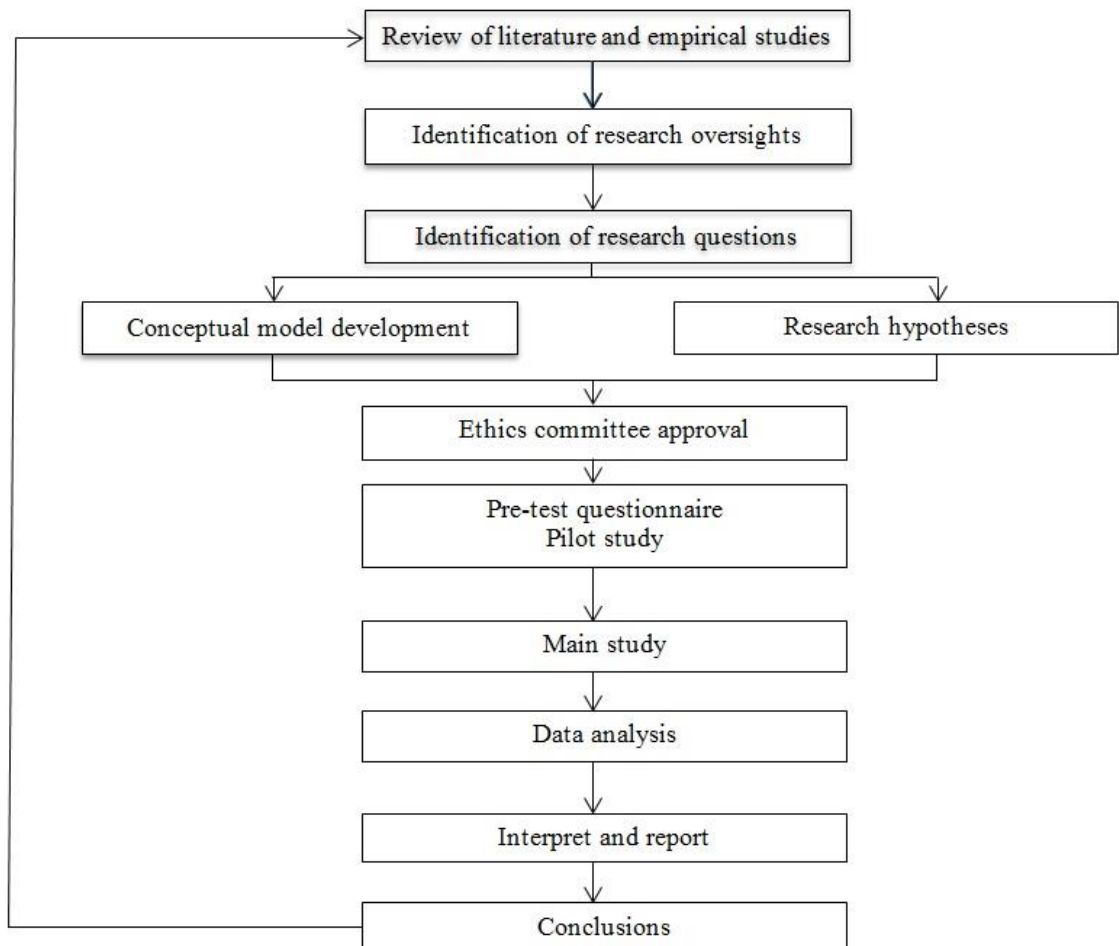 Review of literature and empirical studies
Identification of research oversights
Identification of research questions
Conceptual model development
Research hypotheses
Ethics committee approval
Pre-test questionnaire
Pilot study
Main study
Data analysis
Interpret and report
Conclusions